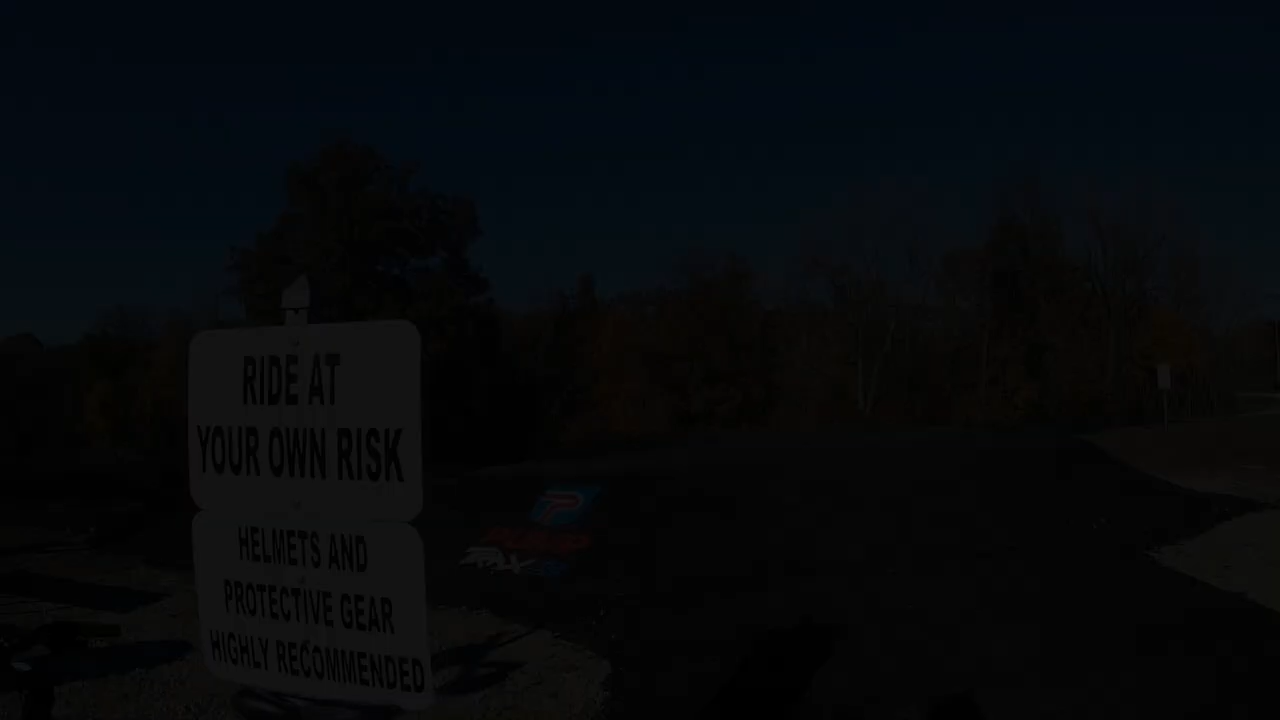 RIDE AT
YOUR OWN RISK
HELMETS AND
PROTECTIVE GEAR
HIGHLY RECOMMENDED